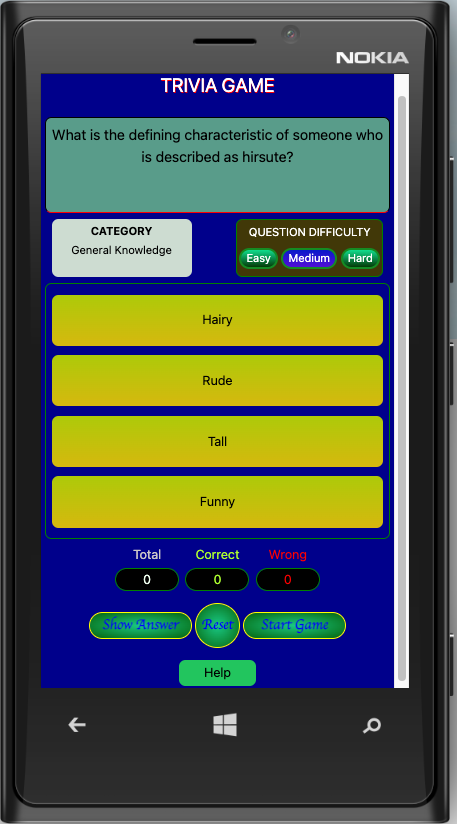 NOKIA
TRIVIA GAME
What is the defining characteristic of someone who
is described as hirsute?
CATEGORY
General Knowledge
QUESTION DIFFICULTY
Easy Medium Hard
Hairy
Rude
Tall
Funny
Total Correct Wrong
0 0 0
Show Answer Reset Start Game
Help